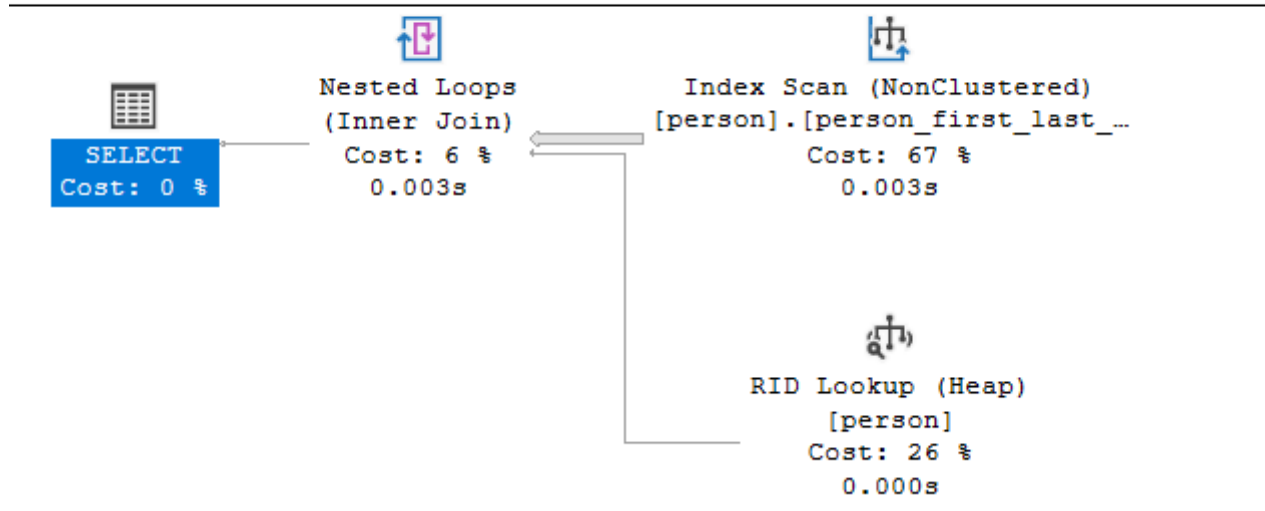 SELECT
Cost: 0 %
Nested Loops
(Inner Join)
Cost: 6 %
0.003s
Index Scan (NonClustered)
[person].[person_first_last_…
Cost: 67 %
0.003s
RID Lookup (Heap)
[person]
Cost: 26 %
0.000s